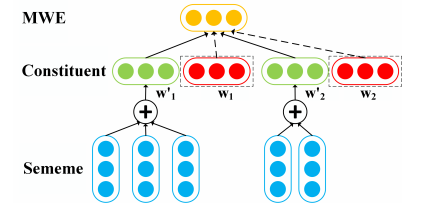 MWE
Constituent
w'₁ w₁ w'₂ w₂
+ +
Sememe